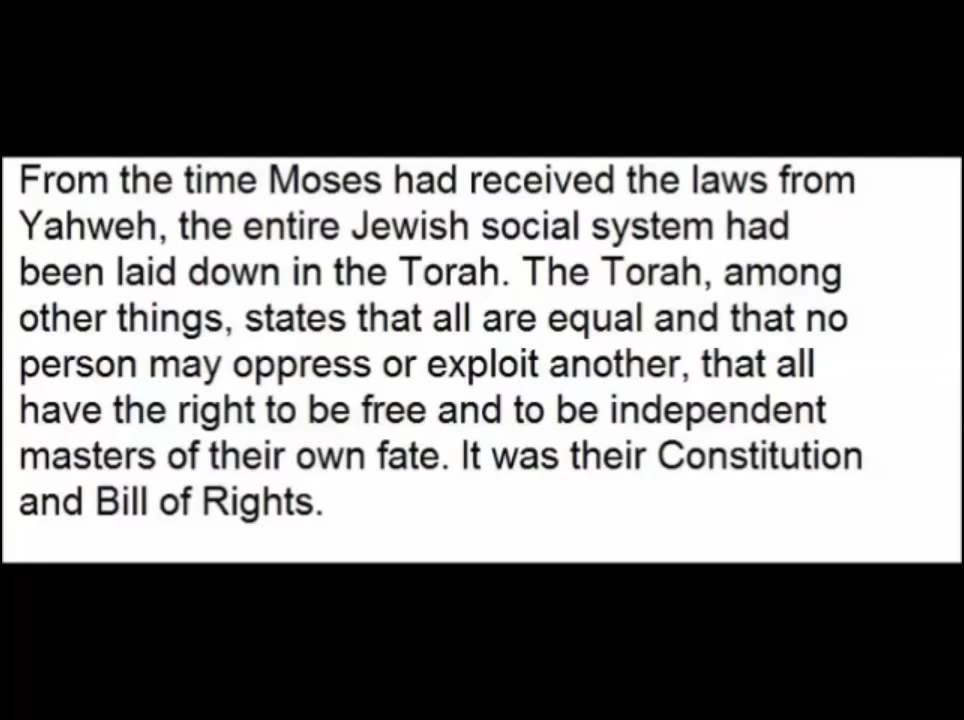 From the time Moses had received the laws from
Yahweh, the entire Jewish social system had
been laid down in the Torah. The Torah, among
other things, states that all are equal and that no
person may oppress or exploit another, that all
have the right to be free and to be independent
masters of their own fate. It was their Constitution
and Bill of Rights.